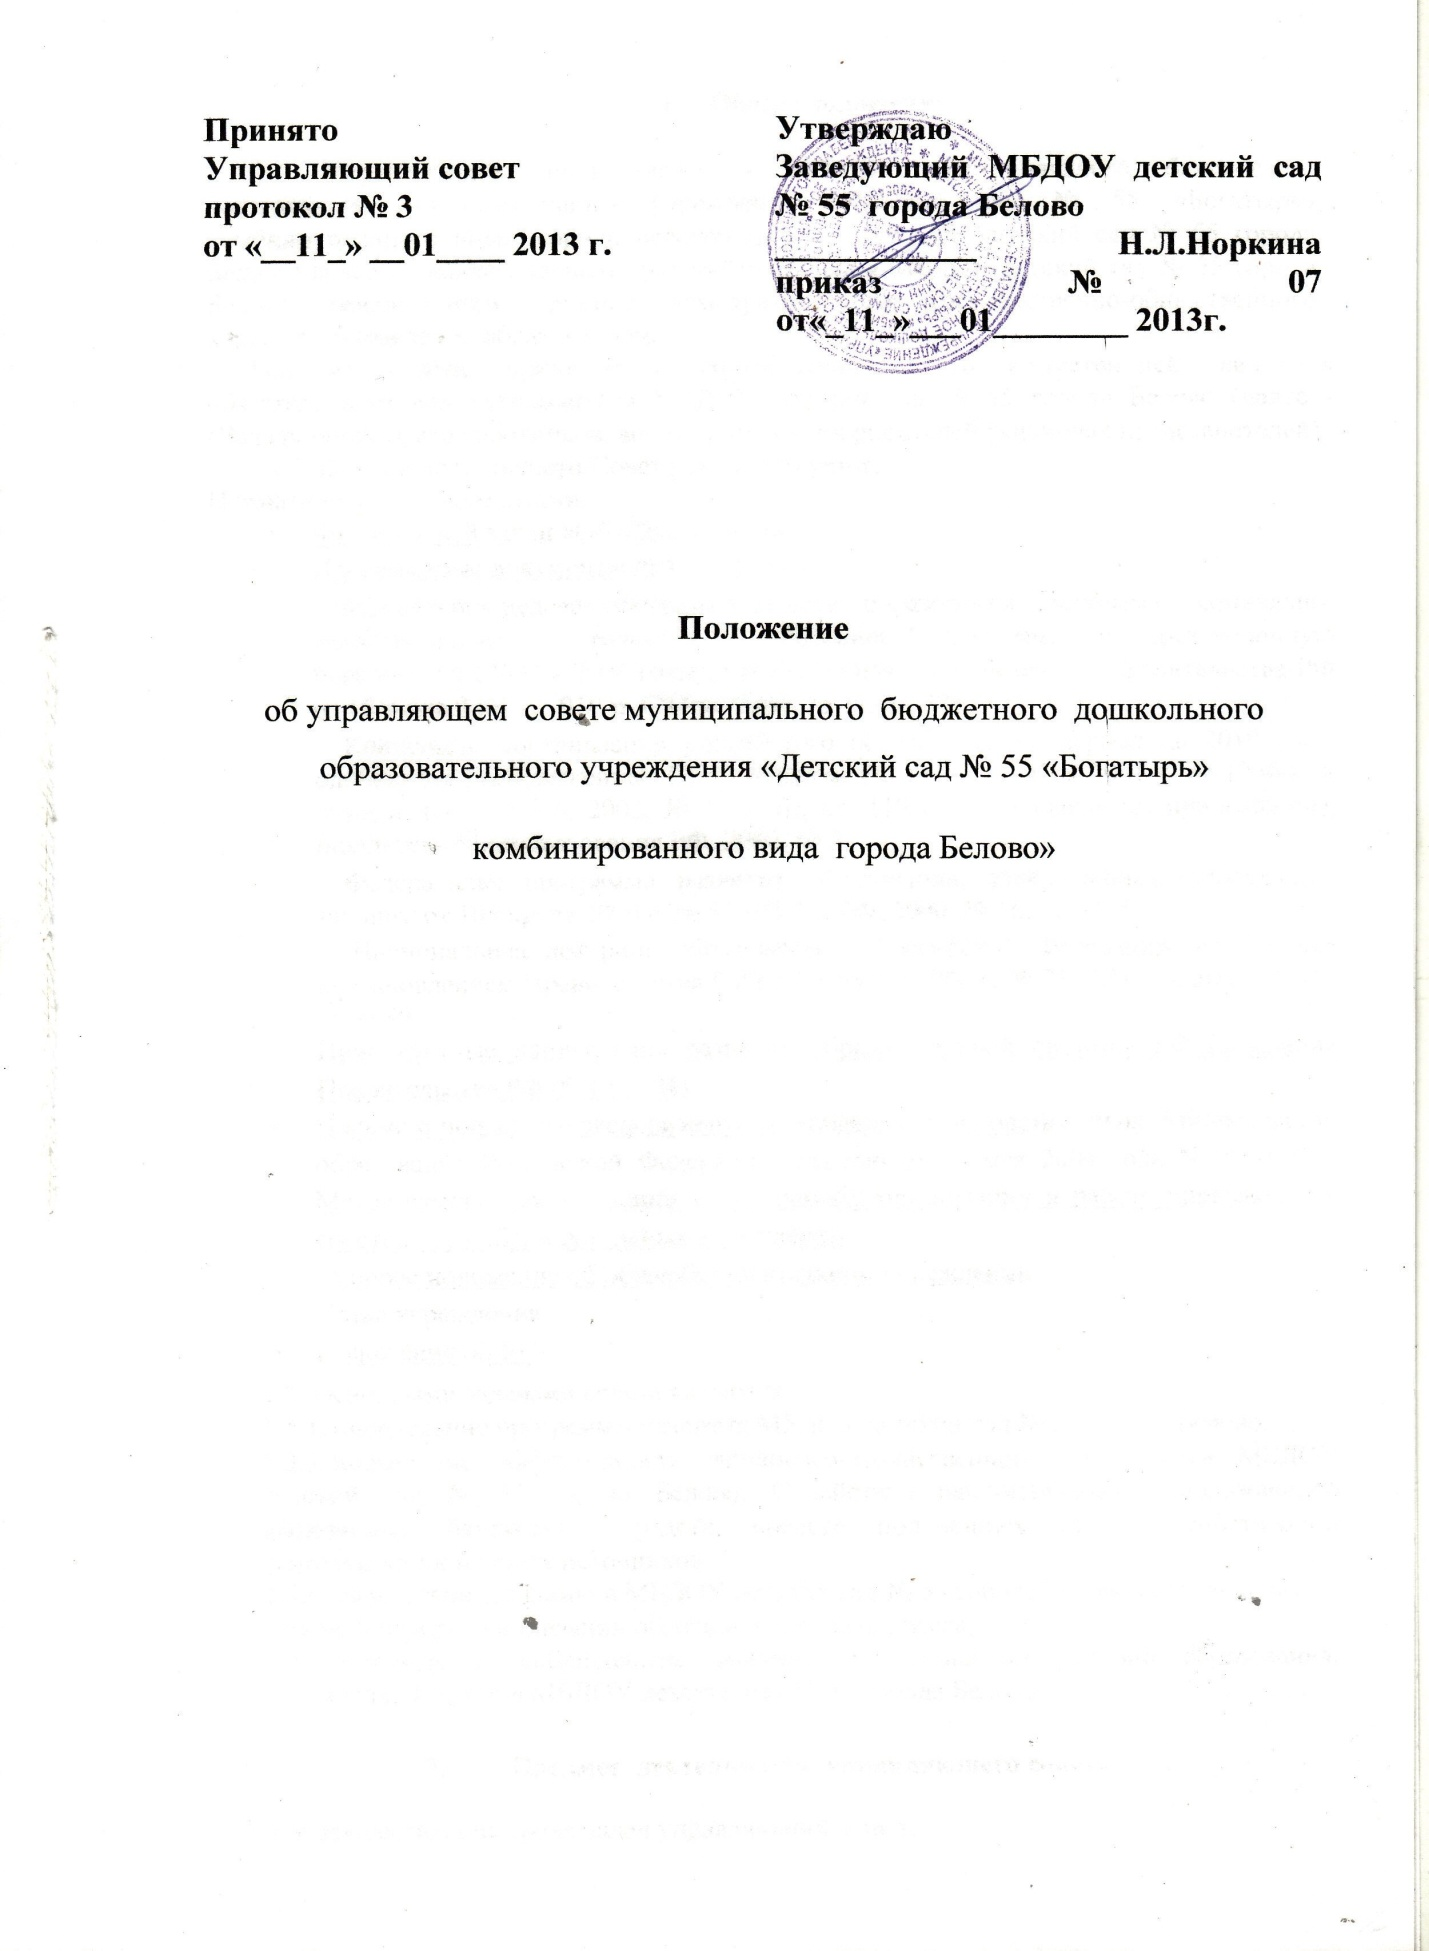 Принято
Управляющий совет
протокол № 3
от «__11_» __01____ 2013 г.
Утверждаю
Заведующий МБДОУ детский сад
№ 55 города Белово
____________ Н.Л.Норкина
приказ № 07
от«_11_» ___01________ 2013г.
Положение
об управляющем совете муниципального бюджетного дошкольного
образовательного учреждения «Детский сад № 55 «Богатырь»
комбинированного вида города Белово»